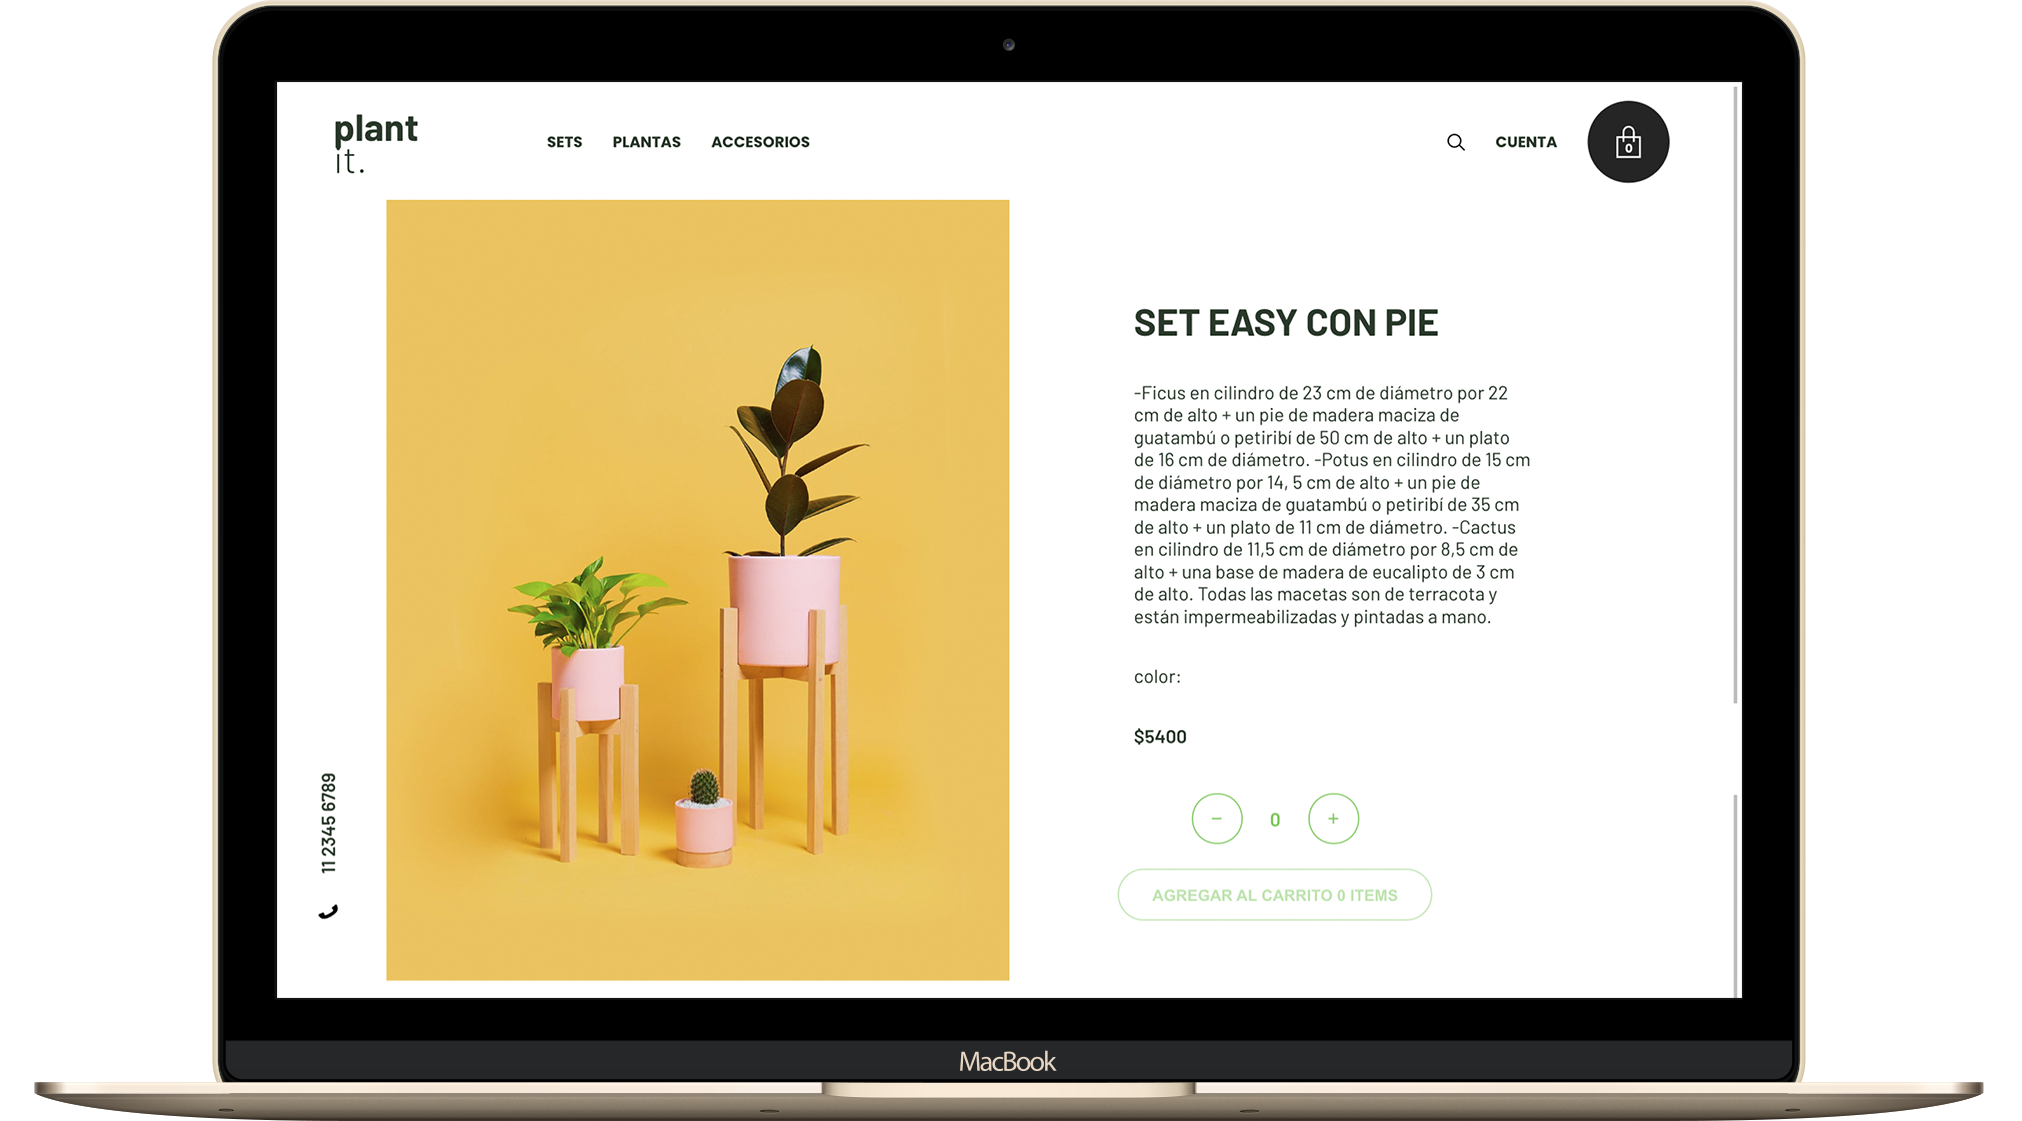 plant
it.
SETS PLANTAS ACCESORIOS
CUENTA
0
SET EASY CON PIE
-Ficus en cilindro de 23 cm de diámetro por 22
cm de alto + un pie de madera maciza de
guatambú o petiribí de 50 cm de alto + un plato
de 16 cm de diámetro. -Potus en cilindro de 15 cm
de diámetro por 14, 5 cm de alto + un pie de
madera maciza de guatambú o petiribí de 35 cm
de alto + un plato de 11 cm de diámetro. -Cactus
en cilindro de 11,5 cm de diámetro por 8,5 cm de
alto + una base de madera de eucalipto de 3 cm
de alto. Todas las macetas son de terracota y
están impermeabilizadas y pintadas a mano.
color:
$5400
− 0 +
AGREGAR AL CARRITO 0 ITEMS
11 2345 6789
MacBook